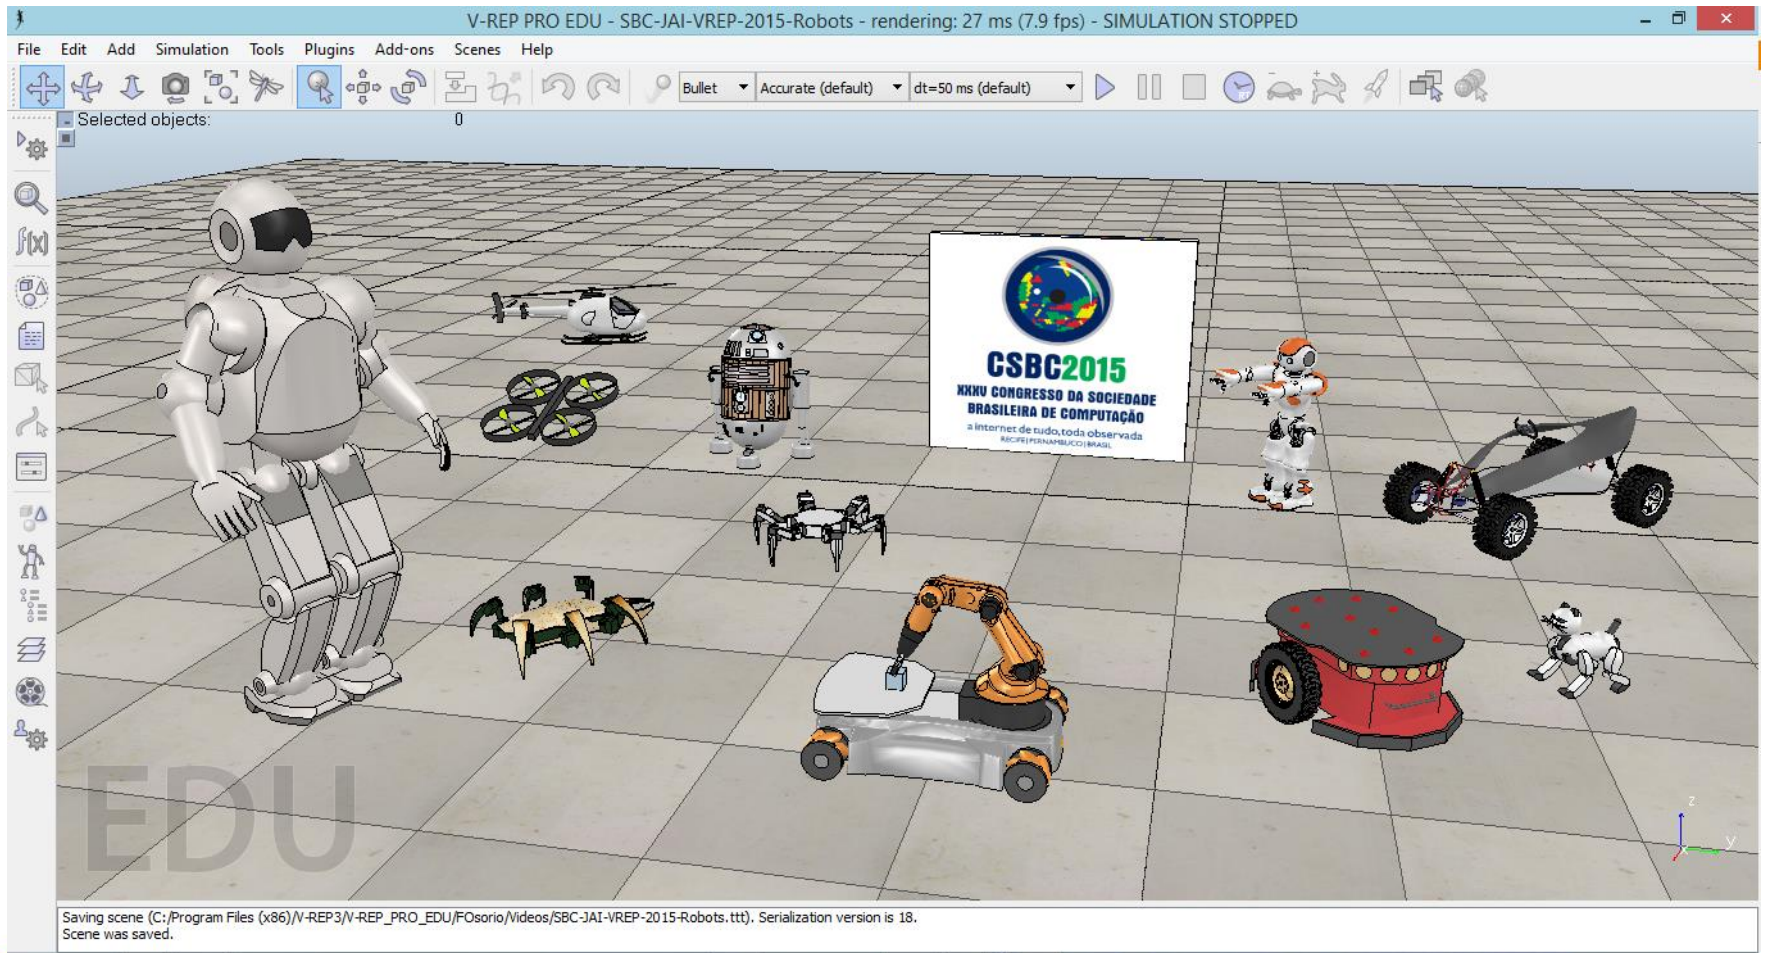 V-REP PRO EDU - SBC-JAI-VREP-2015-Robots - rendering: 27 ms (7.9 fps) - SIMULATION STOPPED
File Edit Add Simulation Tools Plugins Add-ons Scenes Help
Bullet Accurate (default) dt=50 ms (default)
Selected objects: 0
f(x)
CSBC2015
XXXV CONGRESSO DA SOCIEDADE
BRASILEIRA DE COMPUTAÇÃO
a internet de tudo, toda observada
RECIFE | PERNAMBUCO | BRASIL
z
y
x
EDU
Saving scene (C:/Program Files (x86)/V-REP3/V-REP_PRO_EDU/FOsorio/Videos/SBC-JAI-VREP-2015-Robots.ttt). Serialization version is 18.
Scene was saved.